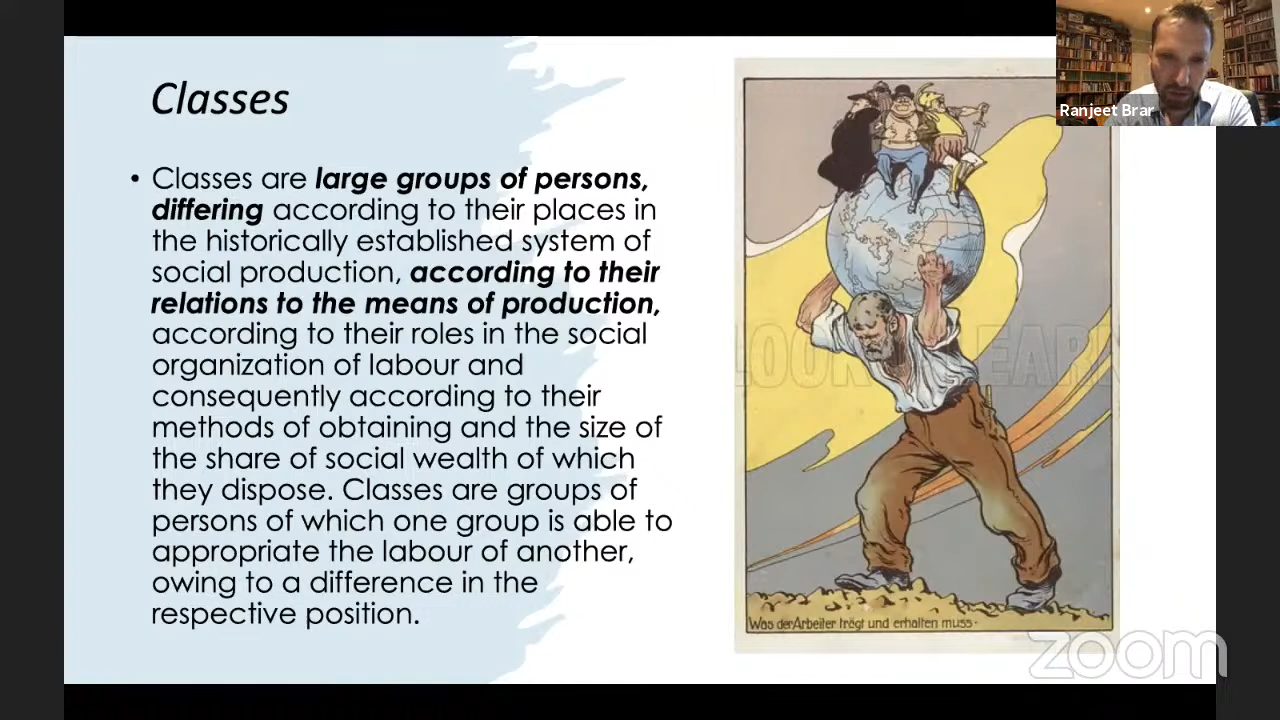 Classes
• Classes are large groups of persons,
differing according to their places in
the historically established system of
social production, according to their
relations to the means of production,
according to their roles in the social
organization of labour and
consequently according to their
methods of obtaining and the size of
the share of social wealth of which
they dispose. Classes are groups of
persons of which one group is able to
appropriate the labour of another,
owing to a difference in the
respective position.
Ranjeet Brar
Was der Arbeiter trägt und erhalten muss.
zoom